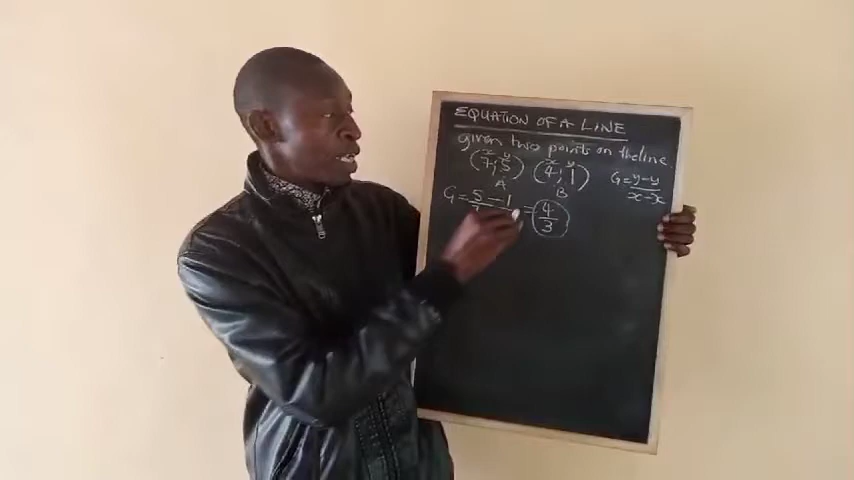 EQUATION OF A LINE
given two points on the line
x y x y
(7, 5) (4, 1) G = y-y / x-x
A B
G = 5-1 / = 4/3